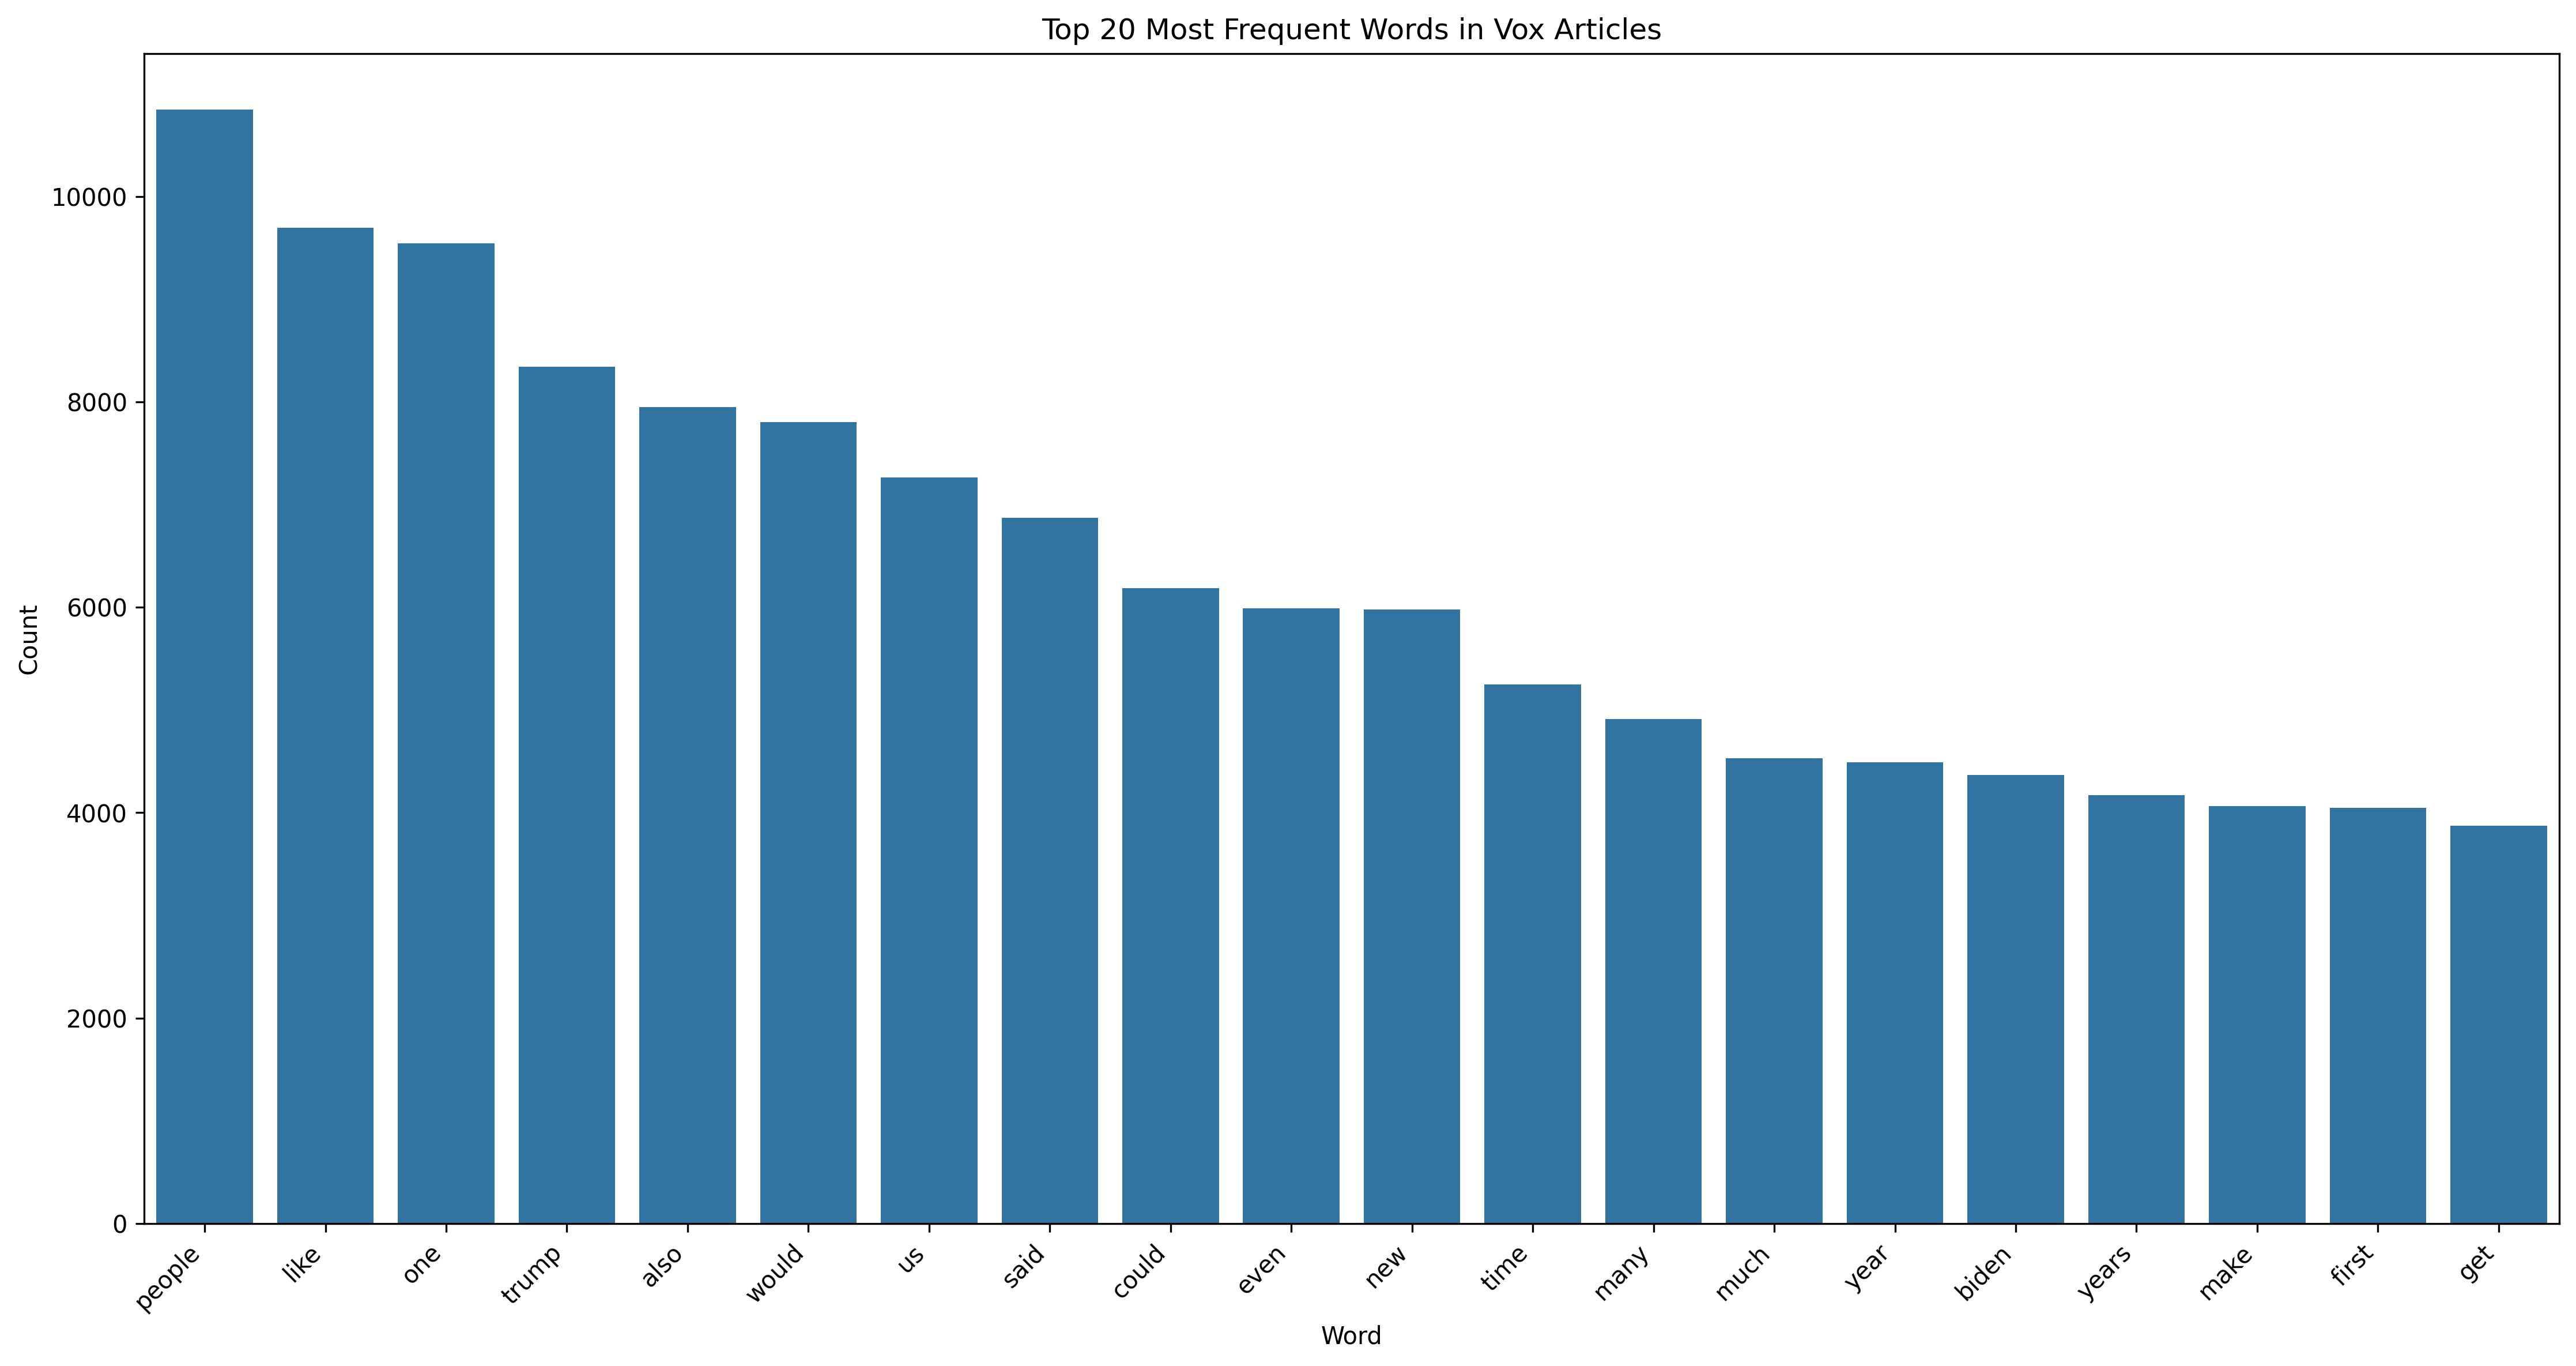 Top 20 Most Frequent Words in Vox Articles
10000
8000
6000
4000
2000
0
Count
people
like
one
trump
also
would
us
said
could
even
new
time
many
much
year
biden
years
make
first
get
Word